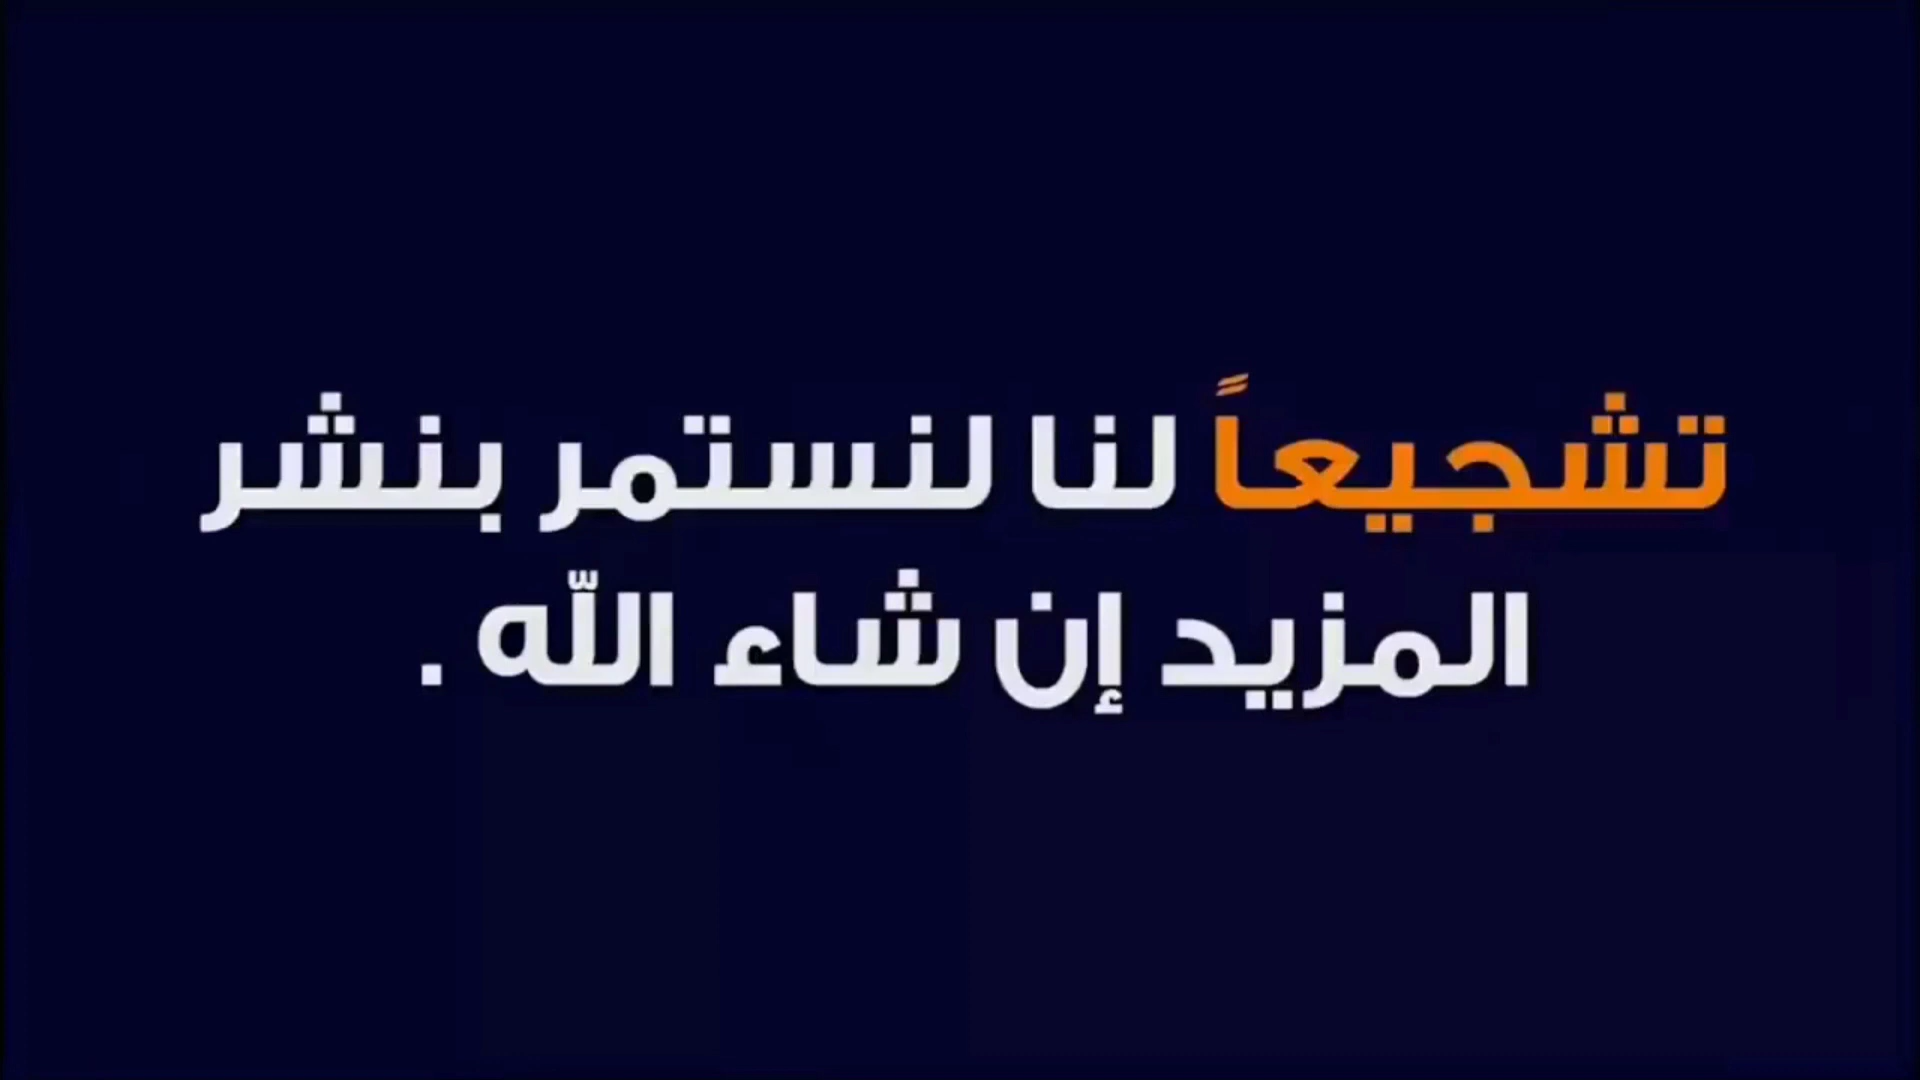 تشجيعاً لنا لنستمر بنشر
المزيد إن شاء اللّه .